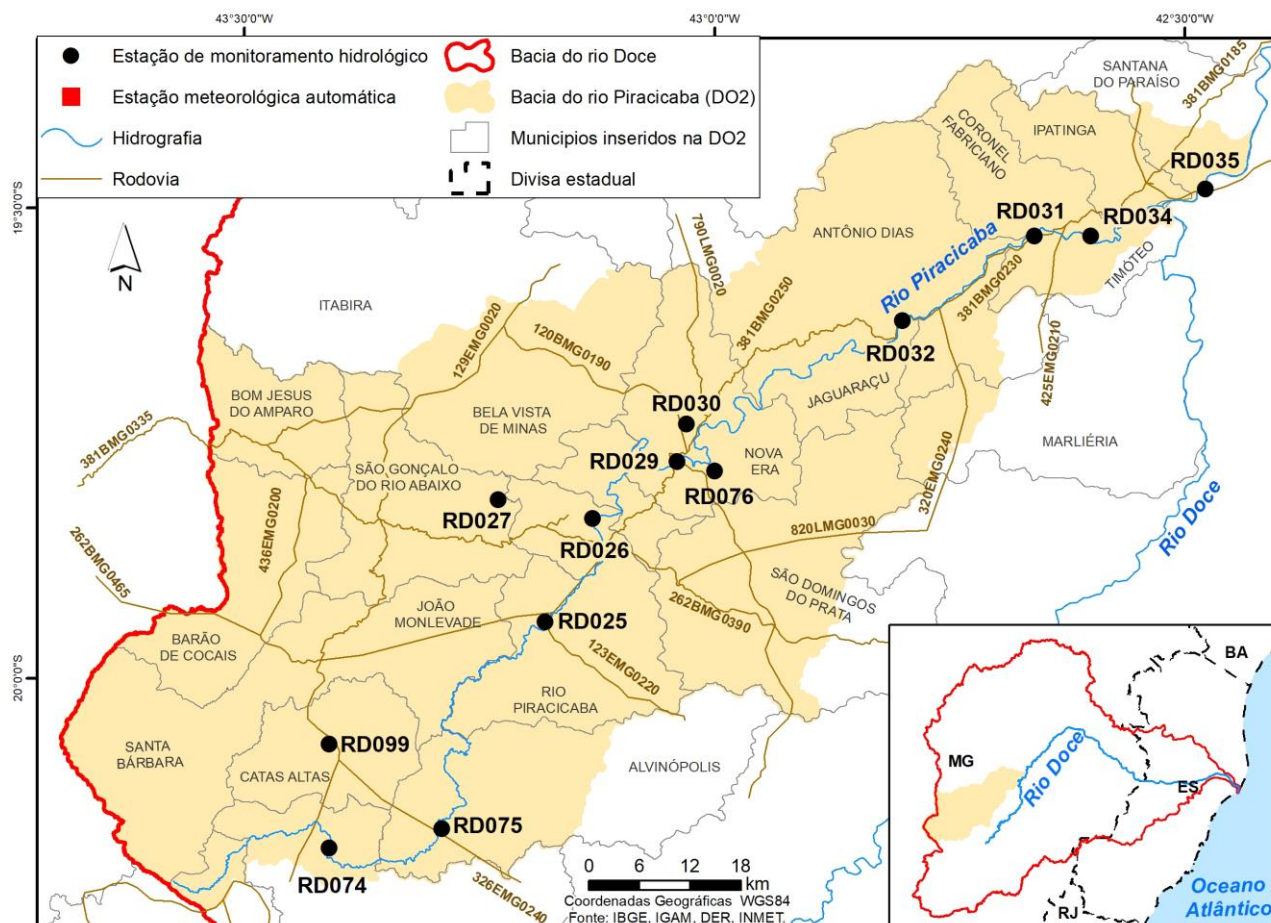 43°30'0"W
43°0'0"W
42°30'0"W
Estação de monitoramento hidrológico
Bacia do rio Doce
Estação meteorológica automática
Bacia do rio Piracicaba (DO2)
Hidrografia
Municipios inseridos na DO2
Rodovia
Divisa estadual
N
19°30'0"S
20°0'0"S
SANTANA
DO PARAÍSO
381BMG0185
IPATINGA
CORONEL
FABRICIANO
RD035
RD031
RD034
ANTÔNIO DIAS
TIMÓTEO
Rio Piracicaba
381BMG0230
790LMG0020
381BMG0250
ITABIRA
129EMG0020
120BMG0190
RD032
425EMG0210
JAGUARAÇU
BOM JESUS
DO AMPARO
BELA VISTA
DE MINAS
RD030
MARLIÉRIA
381BMG0335
SÃO GONÇALO
DO RIO ABAIXO
RD029
NOVA
ERA
RD076
320EMG0240
436EMG0200
RD027
RD026
820LMG0030
Rio Doce
262BMG0465
SÃO DOMINGOS
DO PRATA
JOÃO
MONLEVADE
RD025
262BMG0390
BARÃO
DE COCAIS
123EMG0220
RIO
PIRACICABA
SANTA
BÁRBARA
RD099
CATAS ALTAS
ALVINÓPOLIS
RD075
RD074
326EMG0240
0 6 12 18
km
Coordenadas Geográficas WGS84
Fonte: IBGE, IGAM, DER, INMET.
BA
MG
Rio Doce
ES
RJ
Oceano
Atlântico